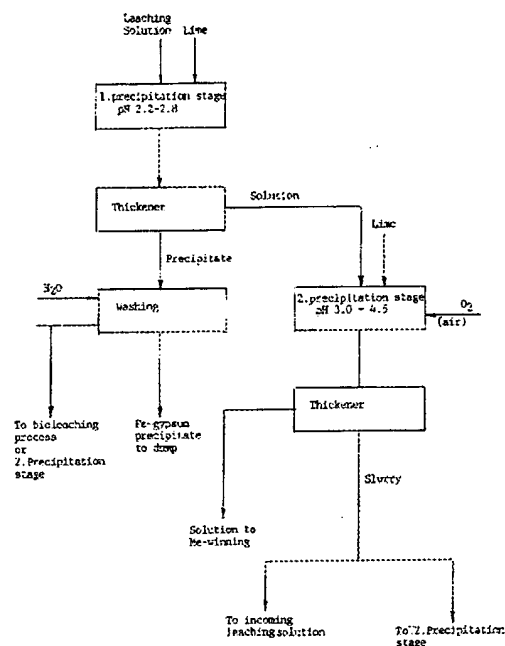 Leaching
Solution
Lime
1.precipitation stage
pH 2.2-2.8
Thickener
Solution
Lime
Precipitate
H₂O
Washing
2.precipitation stage
pH 3.0 - 4.5
O₂
(air)
Thickener
To bioleaching
process
or
2.Precipitation
stage
Fe-gypsum
precipitate
to dump
Slurry
Solution to
Me-winning
To incoming
leaching solution
To 2.Precipitation
stage